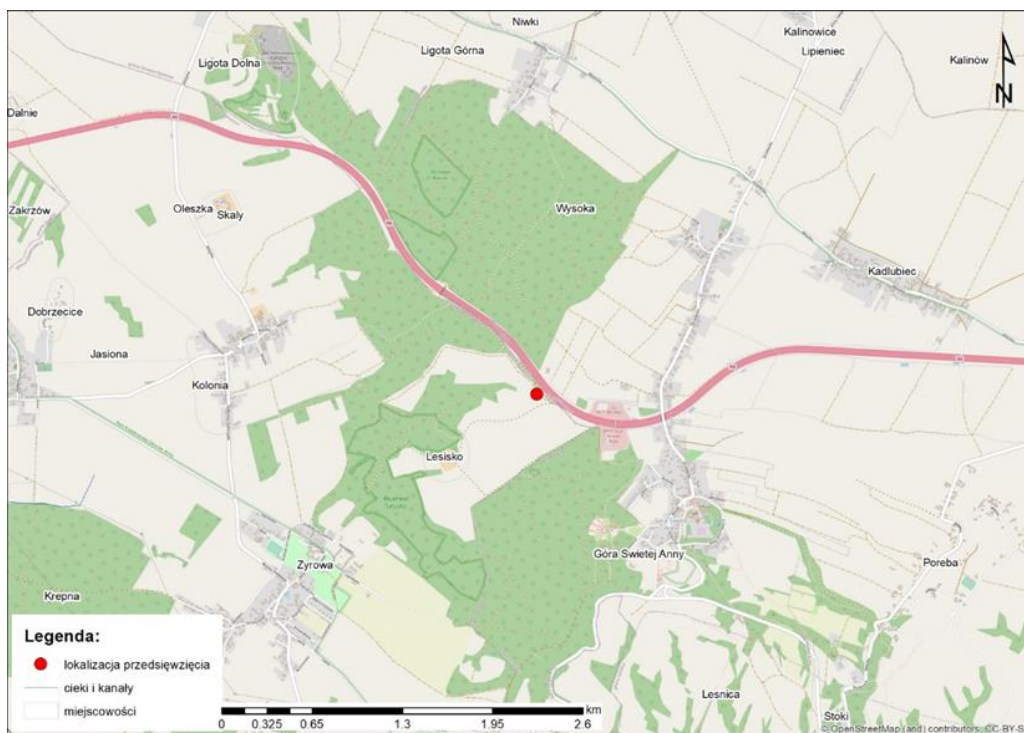 Niwki
Kalinowice
Lipieniec
Ligota Górna
Ligota Dolna
Kalinów
N
Dalnie
Zakrzów
Oleszka
Skały
Wysoka
Kadlubiec
Dobrzecice
Jasiona
Kolonia
Lesisko
Góra Swietej Anny
Poreba
Zyrowa
Krepna
Lesnica
Stoki
Legenda:
lokalizacja przedsięwzięcia
cieki i kanały
miejscowości
km
0 0.325 0.65 1.3 1.95 2.6
© OpenStreetMap (and) contributors, CC-BY-S